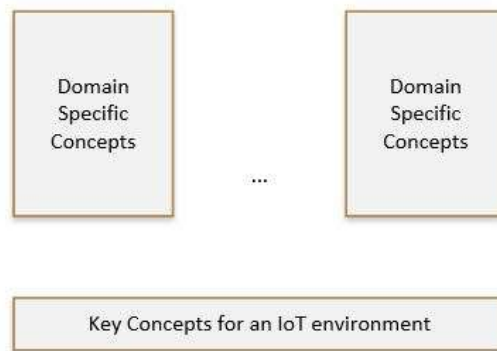 Domain
Specific
Concepts
...
Domain
Specific
Concepts
Key Concepts for an IoT environment